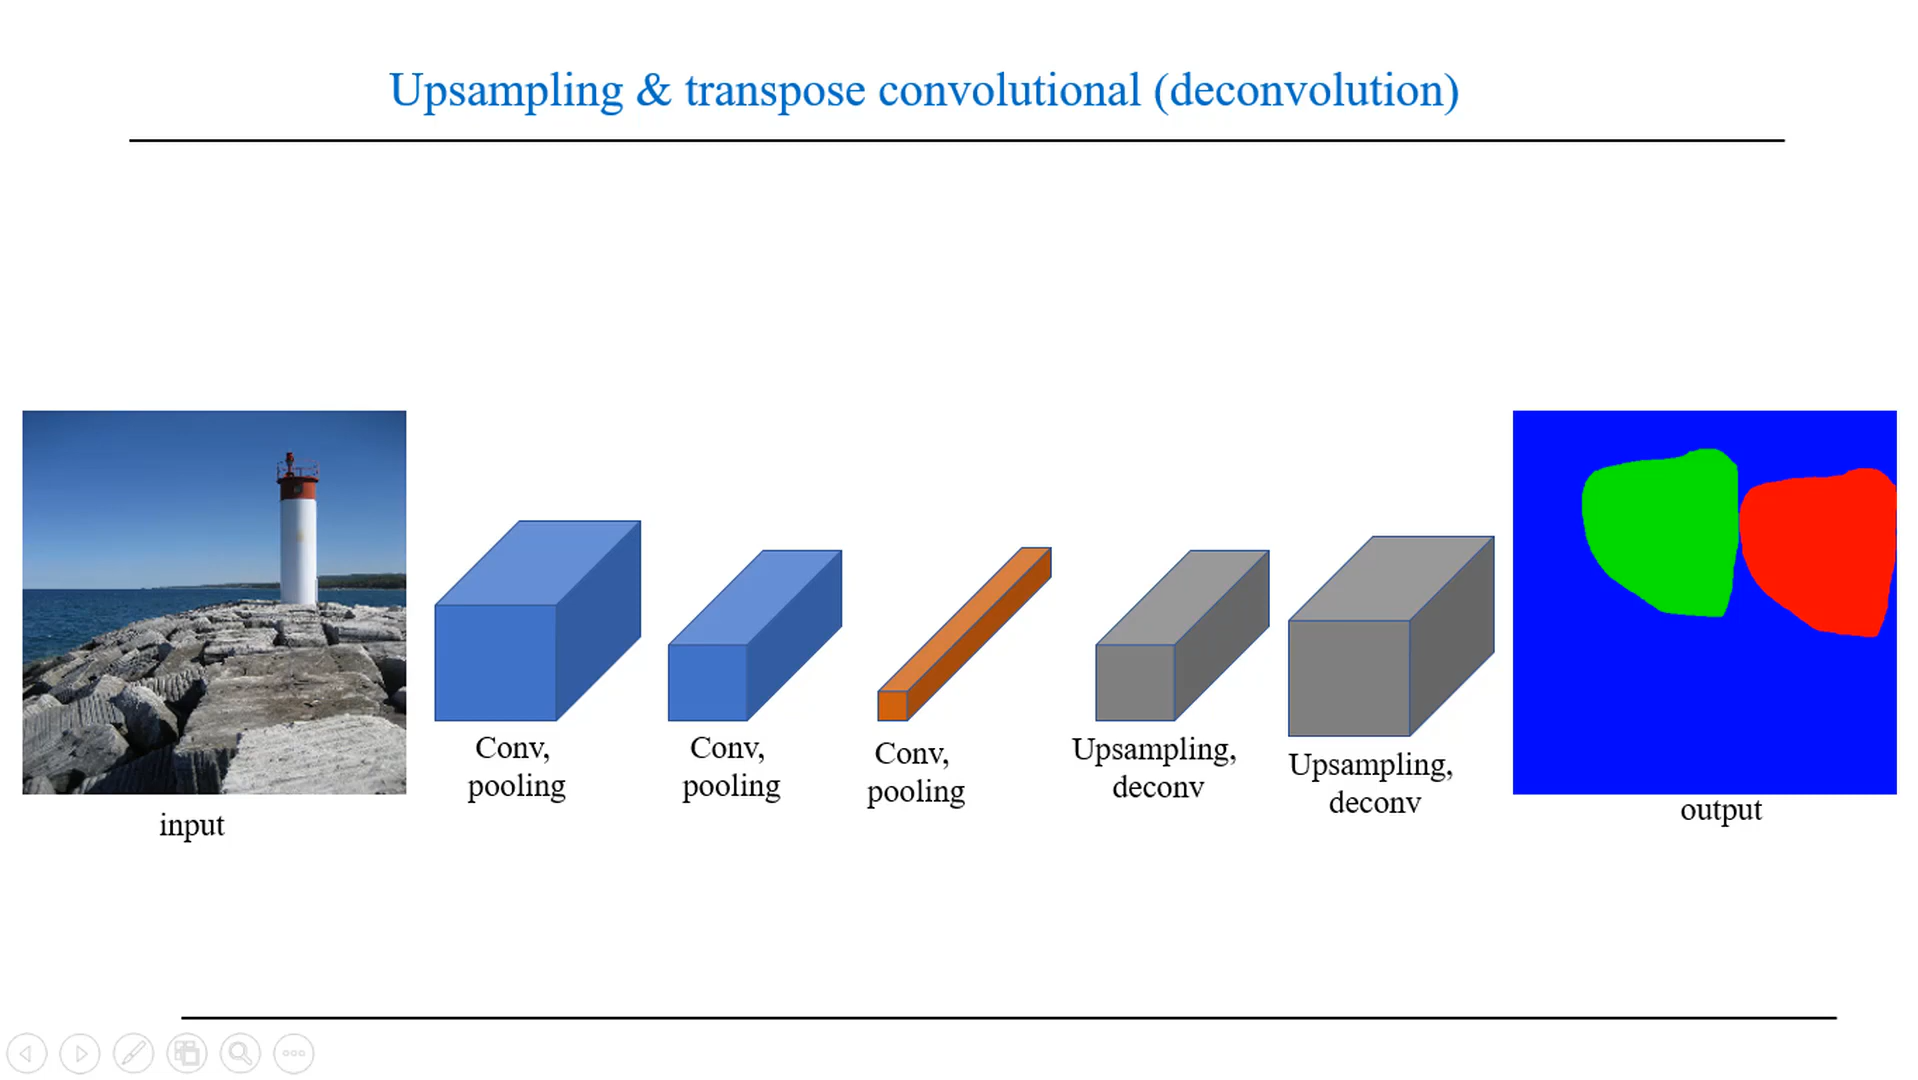 Upsampling & transpose convolutional (deconvolution)
Conv,
pooling
Conv,
pooling
Conv,
pooling
Upsampling,
deconv
Upsampling,
deconv
input
output